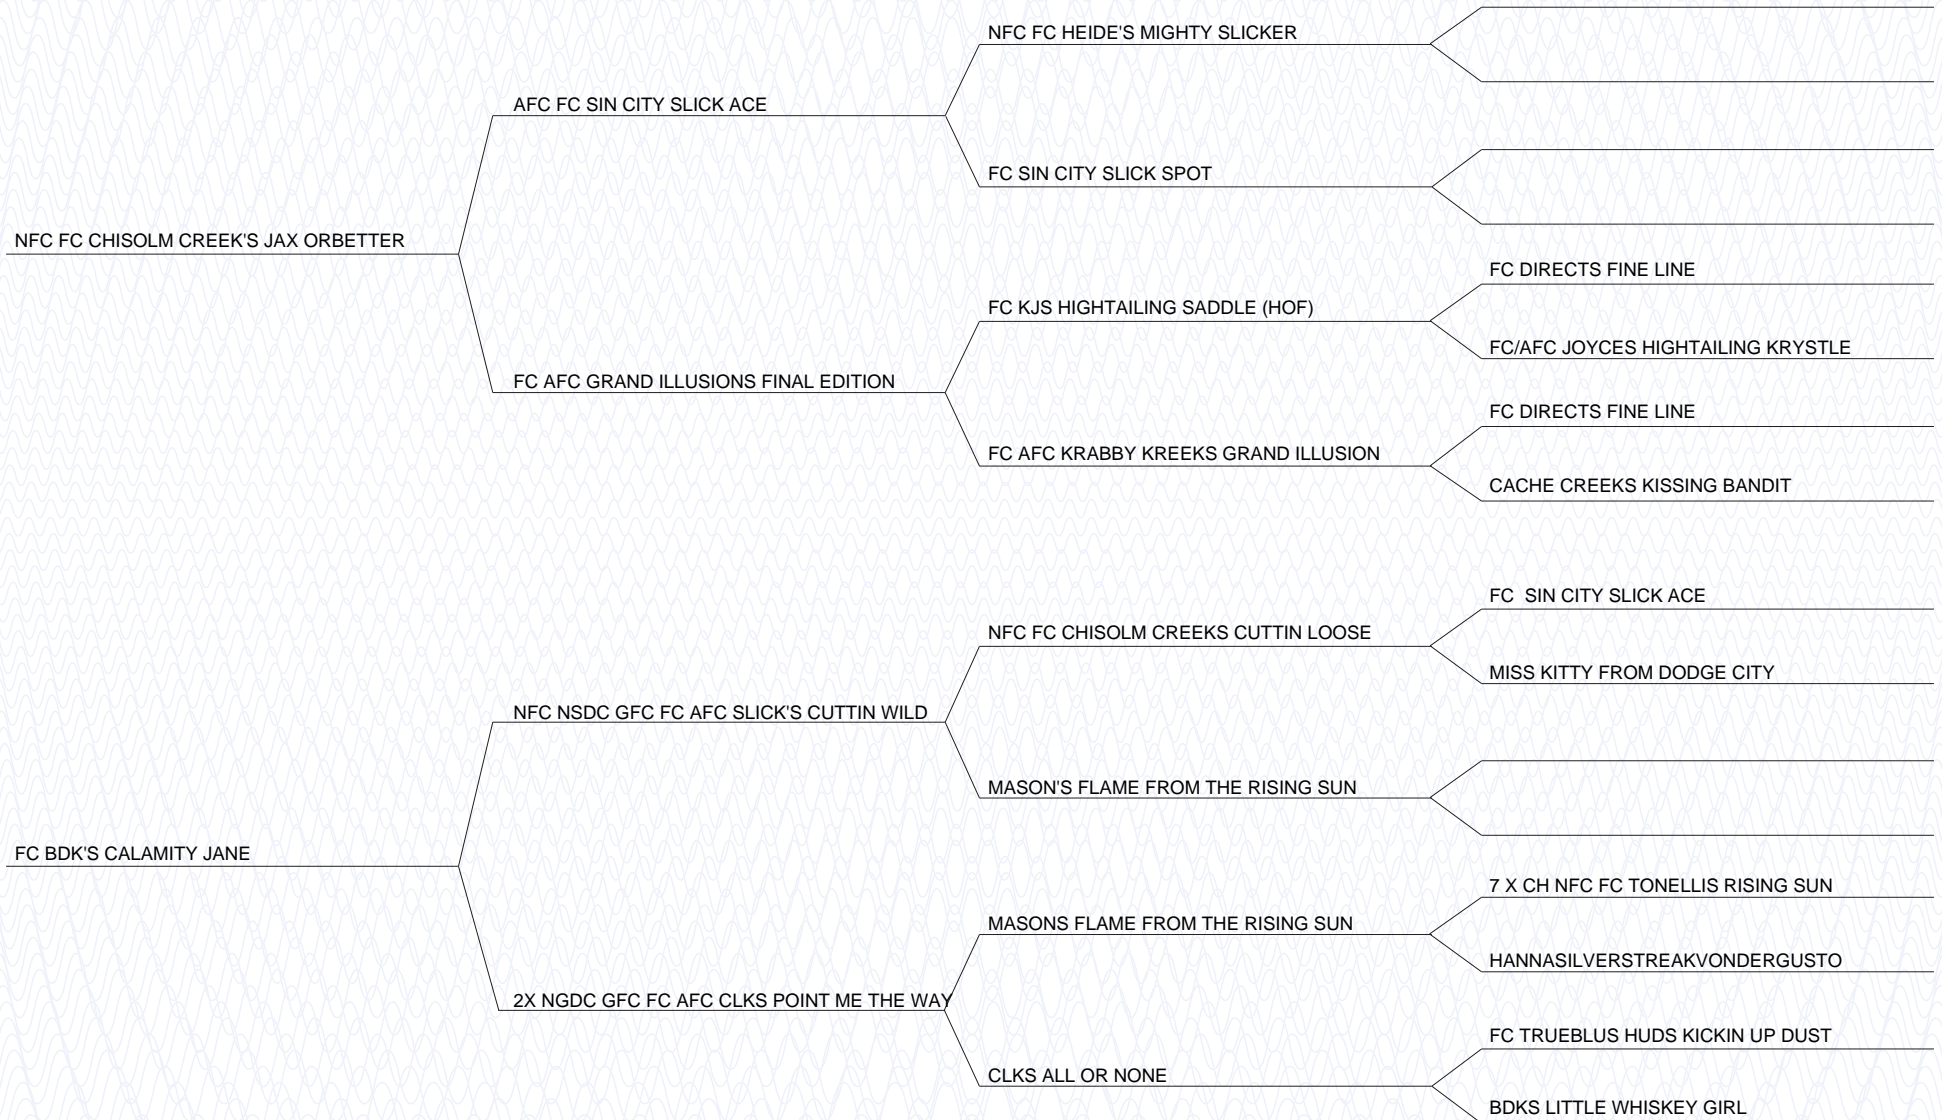 NFC FC HEIDE'S MIGHTY SLICKER
AFC FC SIN CITY SLICK ACE
FC SIN CITY SLICK SPOT
NFC FC CHISOLM CREEK'S JAX ORBETTER
FC DIRECTS FINE LINE
FC KJS HIGHTAILING SADDLE (HOF)
FC/AFC JOYCES HIGHTAILING KRYSTLE
FC AFC GRAND ILLUSIONS FINAL EDITION
FC DIRECTS FINE LINE
FC AFC KRABBY KREEKS GRAND ILLUSION
CACHE CREEKS KISSING BANDIT
FC  SIN CITY SLICK ACE
NFC FC CHISOLM CREEKS CUTTIN LOOSE
MISS KITTY FROM DODGE CITY
NFC NSDC GFC FC AFC SLICK'S CUTTIN WILD
MASON'S FLAME FROM THE RISING SUN
FC BDK'S CALAMITY JANE
7 X CH NFC FC TONELLIS RISING SUN
MASONS FLAME FROM THE RISING SUN
HANNASILVERSTREAKVONDERGUSTO
2X NGDC GFC FC AFC CLKS POINT ME THE WAY
FC TRUEBLUS HUDS KICKIN UP DUST
CLKS ALL OR NONE
BDKS LITTLE WHISKEY GIRL